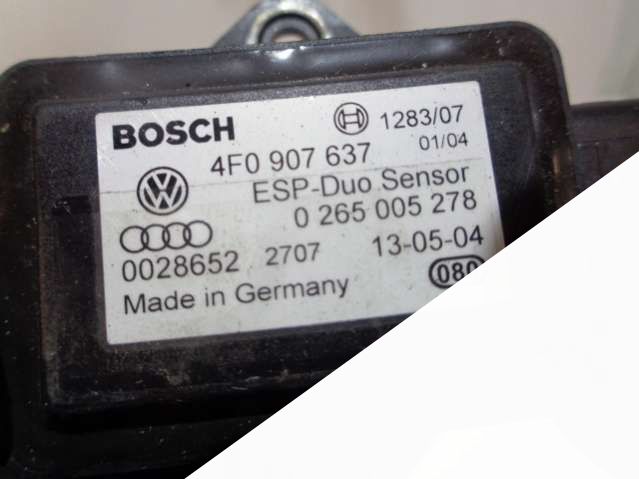 BOSCH 1283/07
4F0 907 637 01/04
ESP-Duo Sensor
0 265 005 278
0028652 2707 13-05-04
Made in Germany 080